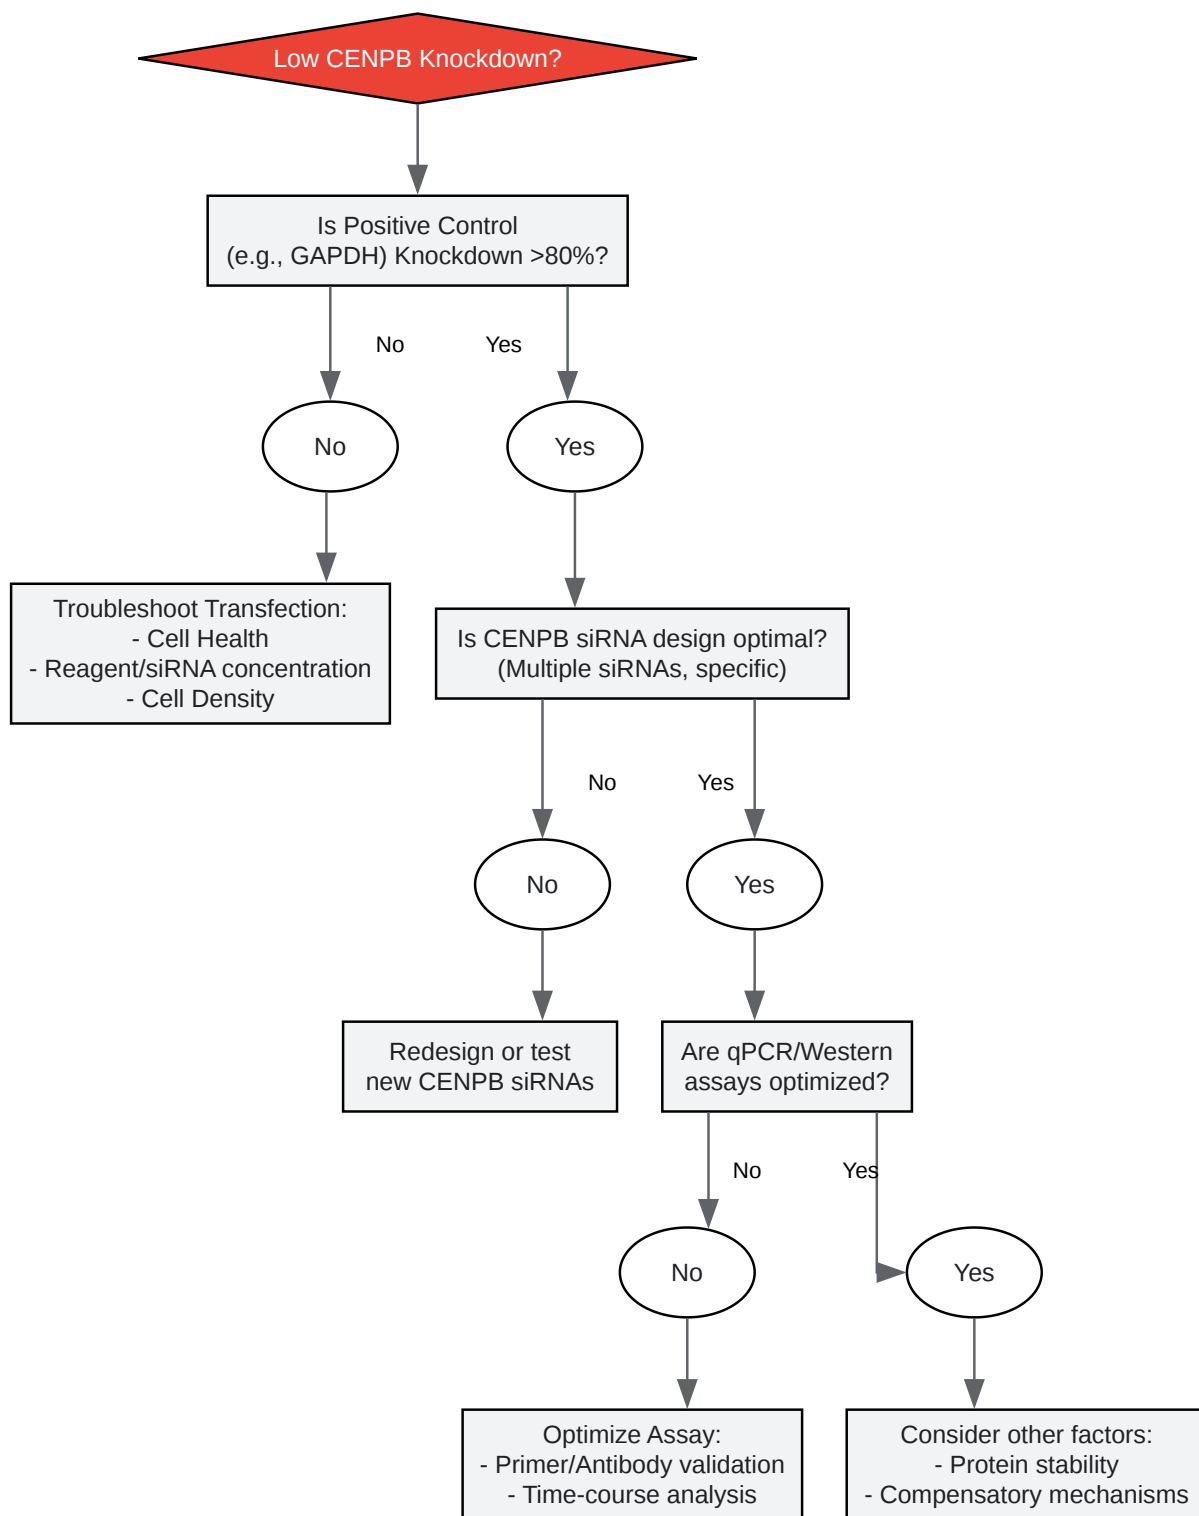 Low CENPB Knockdown?
Is Positive Control
(e.g., GAPDH) Knockdown >80%?
No
Yes
No
Yes
Troubleshoot Transfection:
- Cell Health
- Reagent/siRNA concentration
- Cell Density
Is CENPB siRNA design optimal?
(Multiple siRNAs, specific)
No
Yes
No
Yes
Redesign or test
new CENPB siRNAs
Are qPCR/Western
assays optimized?
No
Yes
No
Yes
Optimize Assay:
- Primer/Antibody validation
- Time-course analysis
Consider other factors:
- Protein stability
- Compensatory mechanisms